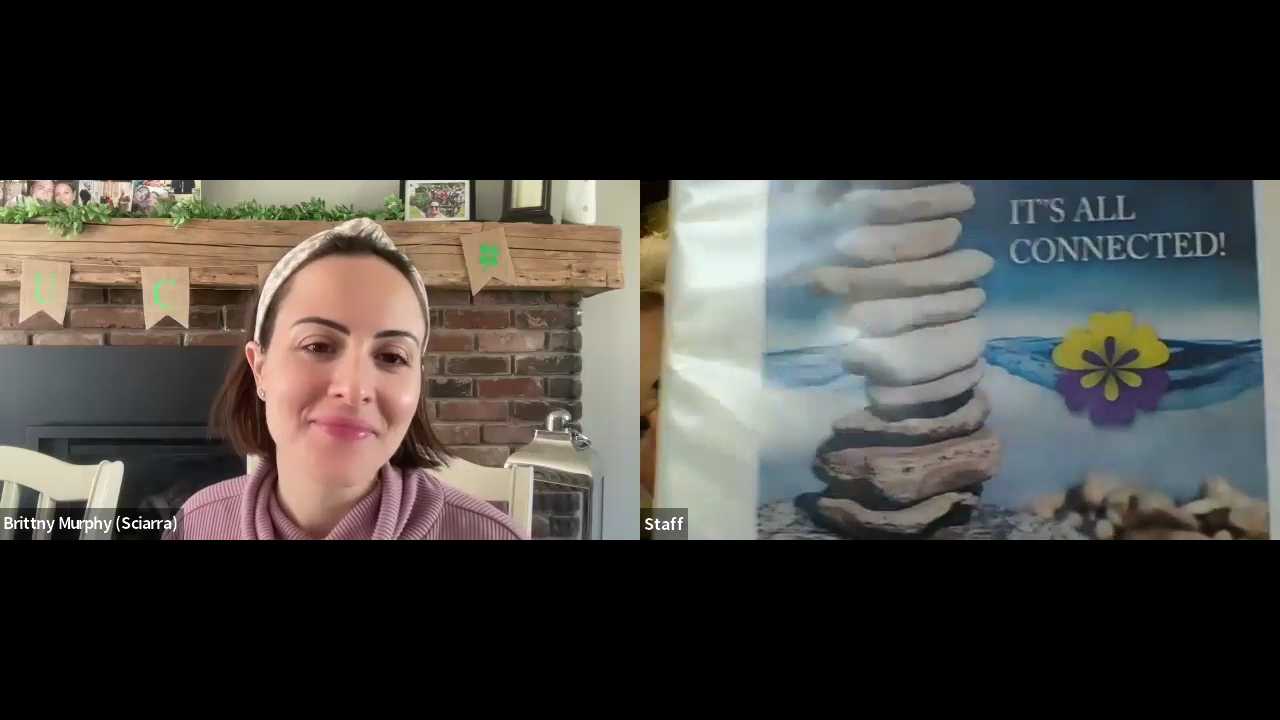 U
C
Brittny Murphy (Sciarra)
IT'S ALL
CONNECTED!
Staff